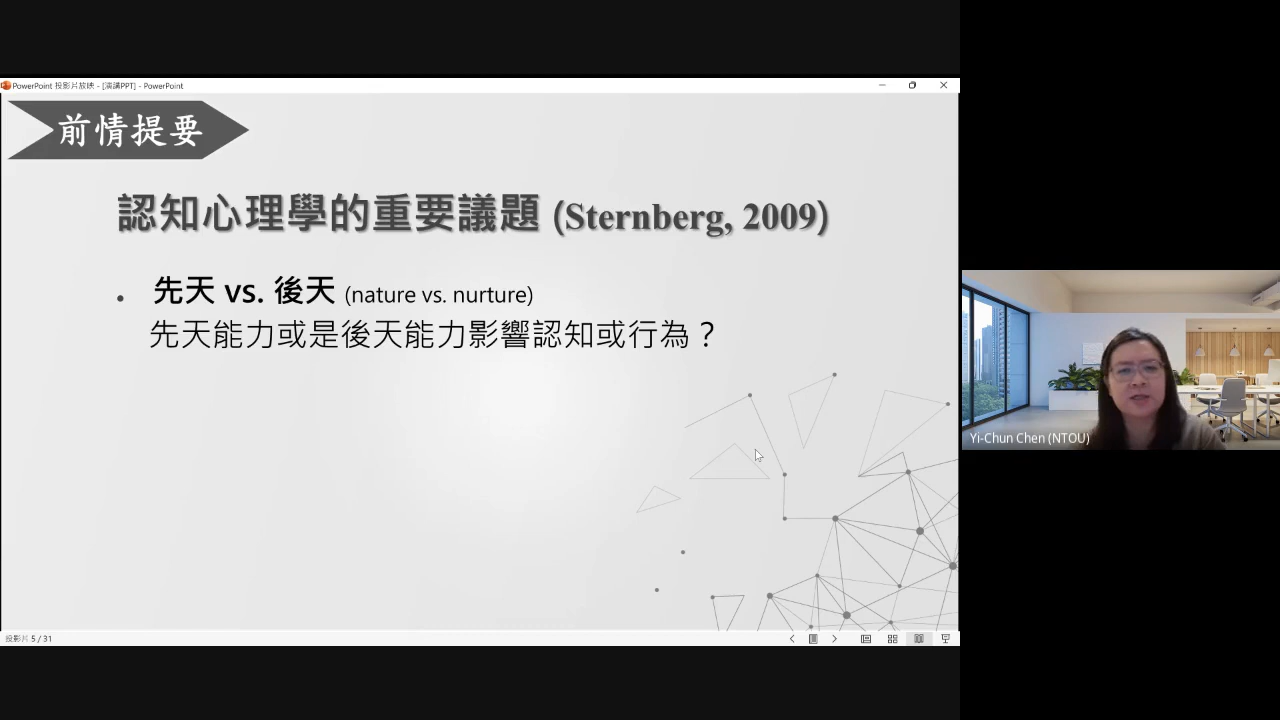 PowerPoint 投影片放映 - [演講PPT] - PowerPoint
前情提要
認知心理學的重要議題 (Sternberg, 2009)
• 先天 vs. 後天 (nature vs. nurture)
先天能力或是後天能力影響認知或行為？
Yi-Chun Chen (NTOU)
投影片 5 / 31